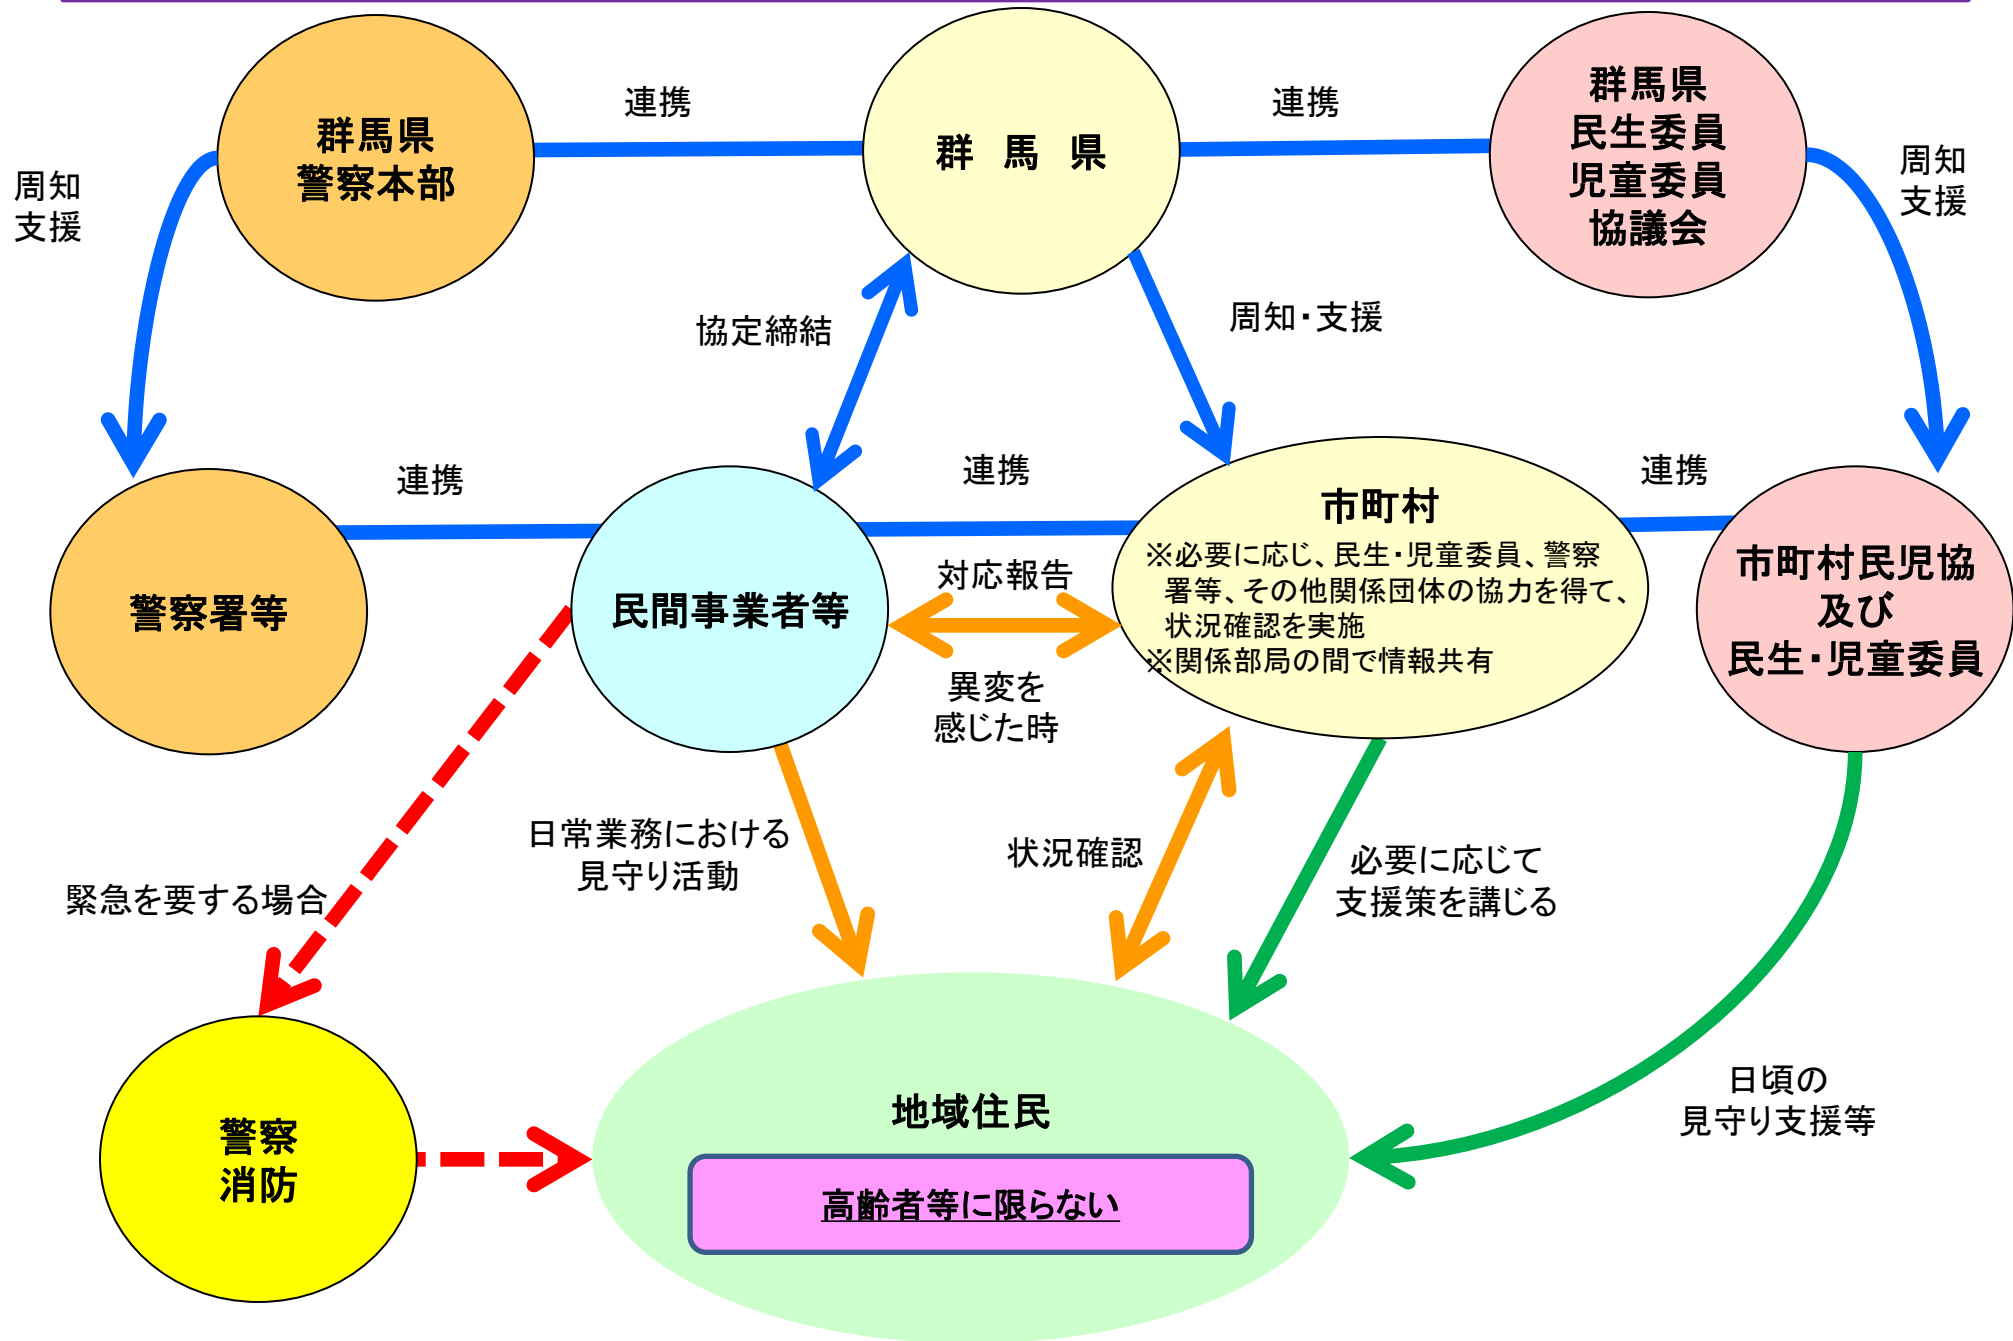 群馬県
警察本部
連携
群　馬　県
連携
群馬県
民生委員
児童委員
協議会
周知
支援
周知
支援
協定締結
周知・支援
警察署等
連携
民間事業者等
連携
市町村
※必要に応じ、民生・児童委員、警察
署等、その他関係団体の協力を得て、
状況確認を実施
※関係部局の間で情報共有
連携
市町村民児協
及び
民生・児童委員
対応報告
異変を
感じた時
緊急を要する場合
日常業務における
見守り活動
状況確認
必要に応じて
支援策を講じる
日頃の
見守り支援等
警察
消防
地域住民
高齢者等に限らない